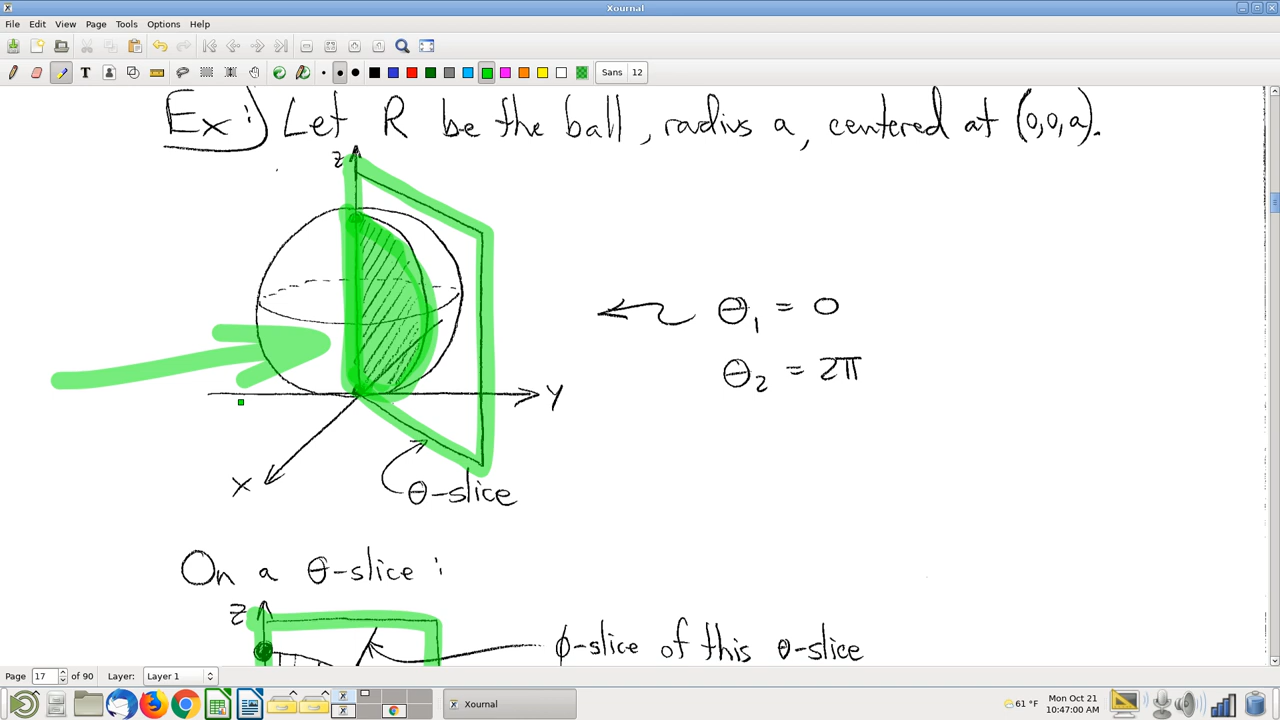 Xournal
File Edit View Page Tools Options Help
T Sans 12
Ex:) Let R be the ball, radius a, centered at (0,0,a).
z
θ₁ = 0
θ₂ = 2π
y
x
θ-slice
On a θ-slice :
z
ϕ-slice of this θ-slice
Page 17 of 90 Layer: Layer 1
Xournal
61 °F
Mon Oct 21
10:47:00 AM